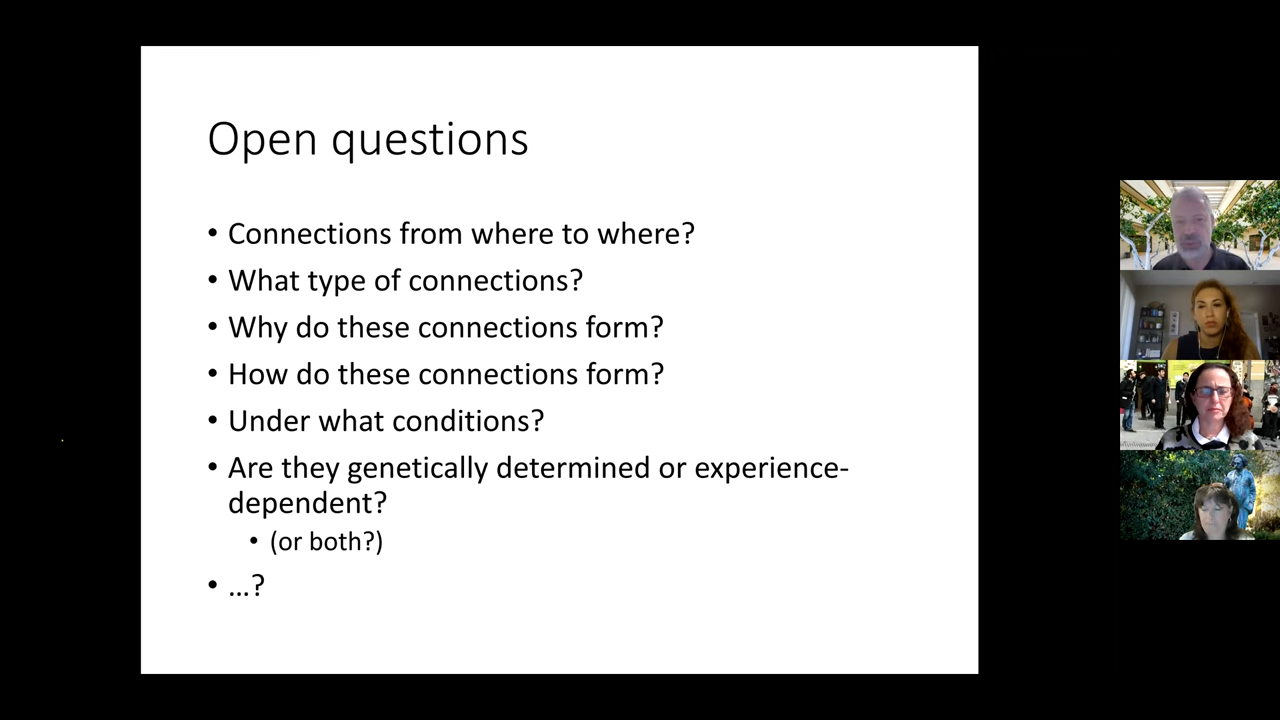 Open questions
• Connections from where to where?
• What type of connections?
• Why do these connections form?
• How do these connections form?
• Under what conditions?
• Are they genetically determined or experience-
dependent?
• (or both?)
• …?